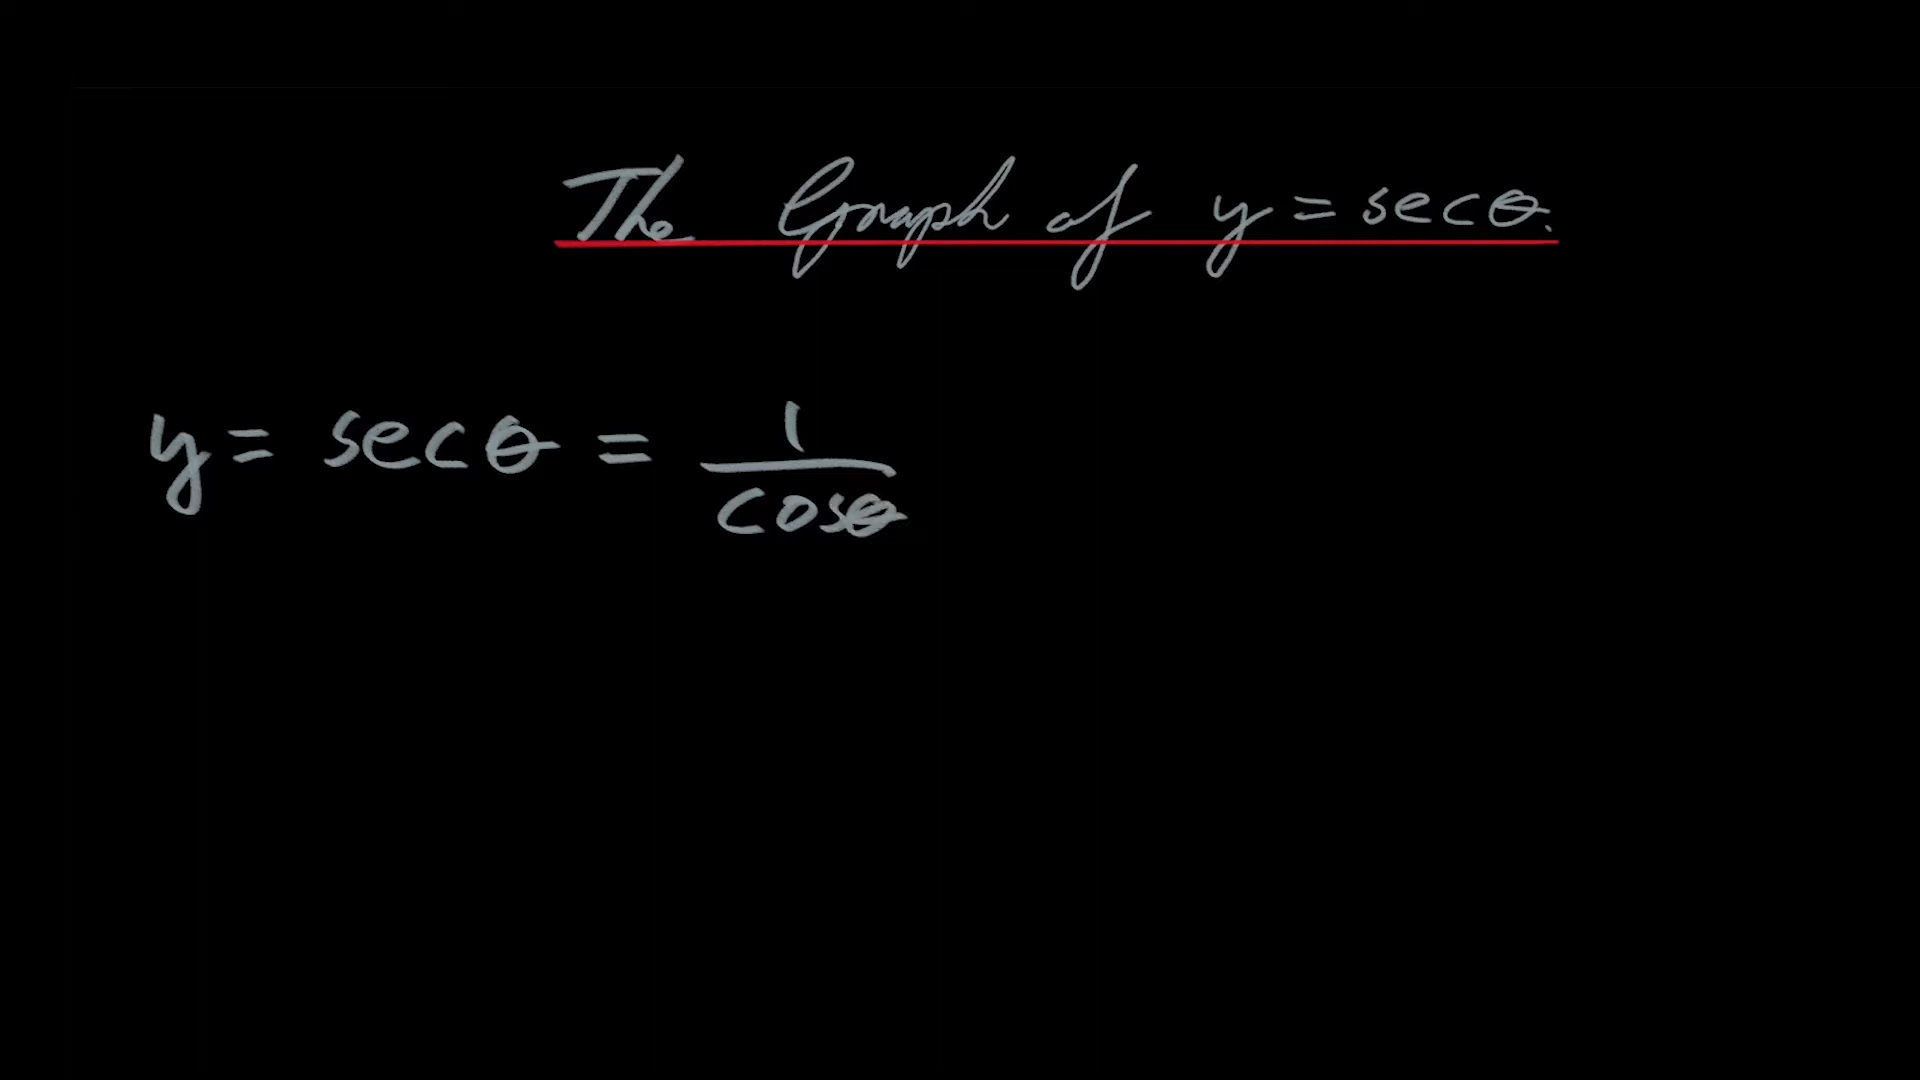 The Graph of y = secθ.
y = secθ = 1/cosθ